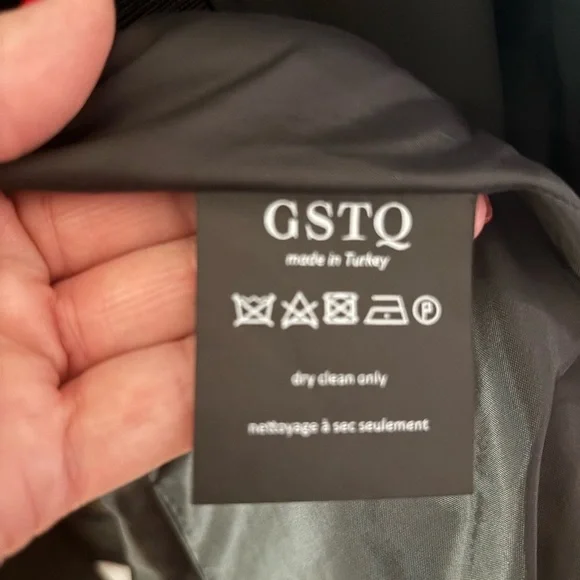 GSTQ
made in Turkey
P
dry clean only
nettoyage à sec seulement